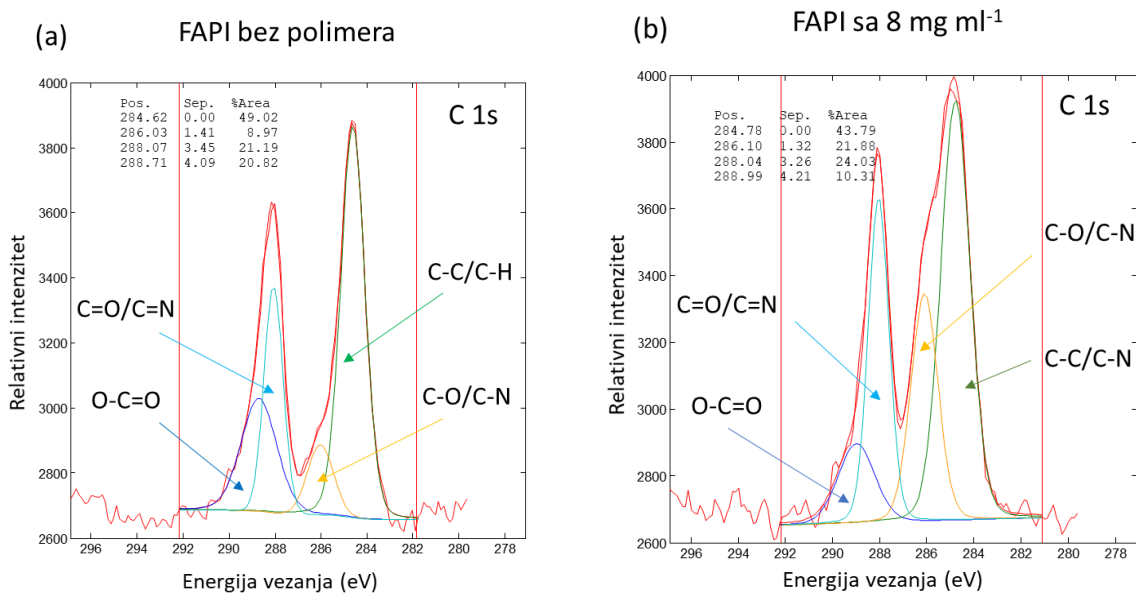 (a) FAPI bez polimera
C 1s
Pos. Sep. %Area
284.62 0.00 49.02
286.03 1.41 8.97
288.07 3.45 21.19
288.71 4.09 20.82
4000
3800
3600
3400
3200
3000
2800
2600
Relativni intenzitet
C=O/C=N
O-C=O
C-C/C-H
C-O/C-N
296 294 292 290 288 286 284 282 280 278
Energija vezanja (eV)
(b) FAPI sa 8 mg ml⁻¹
C 1s
Pos. Sep. %Area
284.78 0.00 43.79
286.10 1.32 21.88
288.04 3.26 24.03
288.99 4.21 10.31
4000
3800
3600
3400
3200
3000
2800
2600
Relativni intenzitet
C=O/C=N
O-C=O
C-O/C-N
C-C/C-N
296 294 292 290 288 286 284 282 280 278
Energija vezanja (eV)